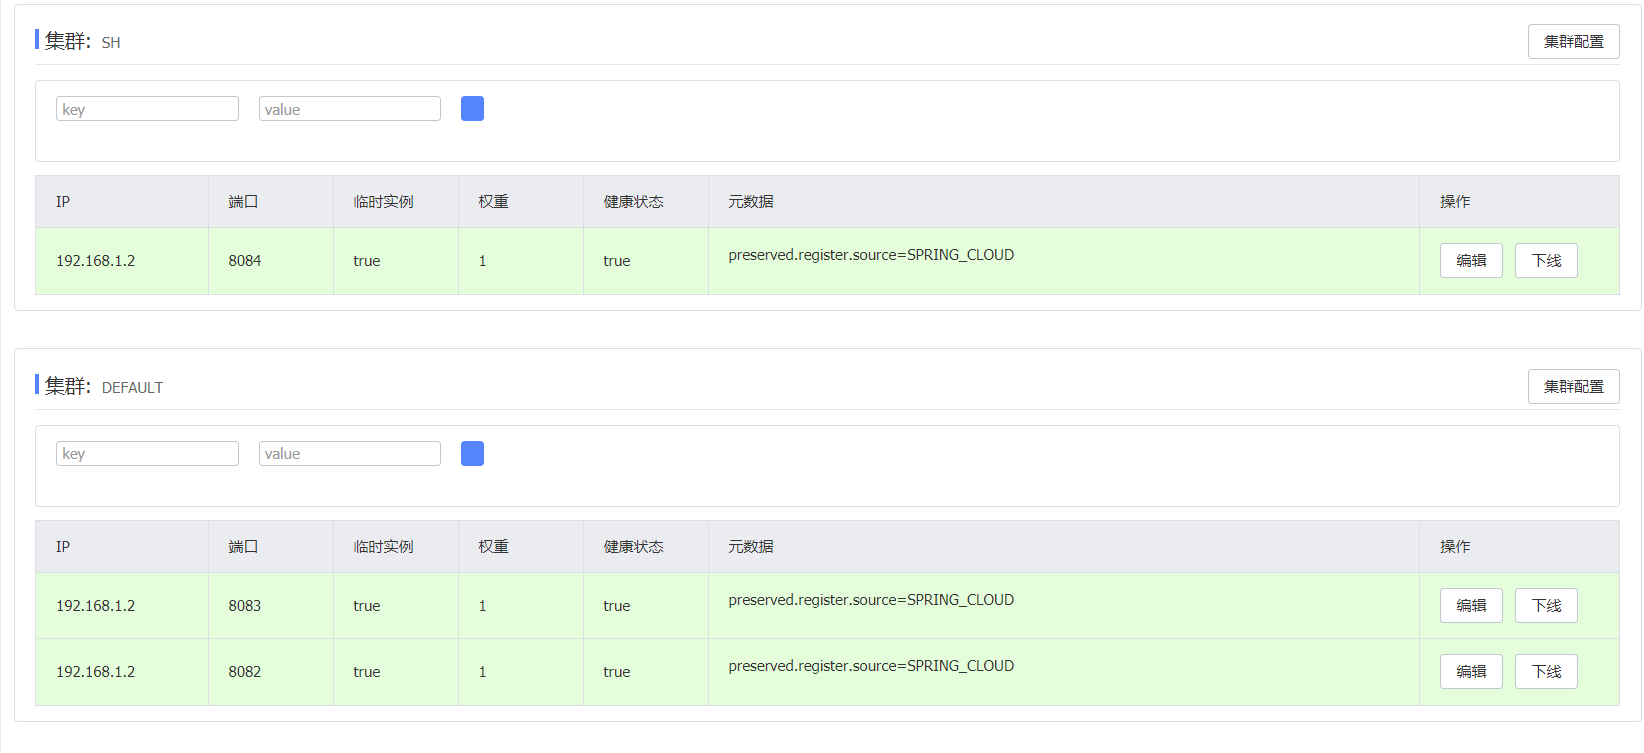 集群: SH 集群配置
key value
IP 端口 临时实例 权重 健康状态 元数据 操作
192.168.1.2 8084 true 1 true preserved.register.source=SPRING_CLOUD 编辑 下线
集群: DEFAULT 集群配置
key value
IP 端口 临时实例 权重 健康状态 元数据 操作
192.168.1.2 8083 true 1 true preserved.register.source=SPRING_CLOUD 编辑 下线
192.168.1.2 8082 true 1 true preserved.register.source=SPRING_CLOUD 编辑 下线